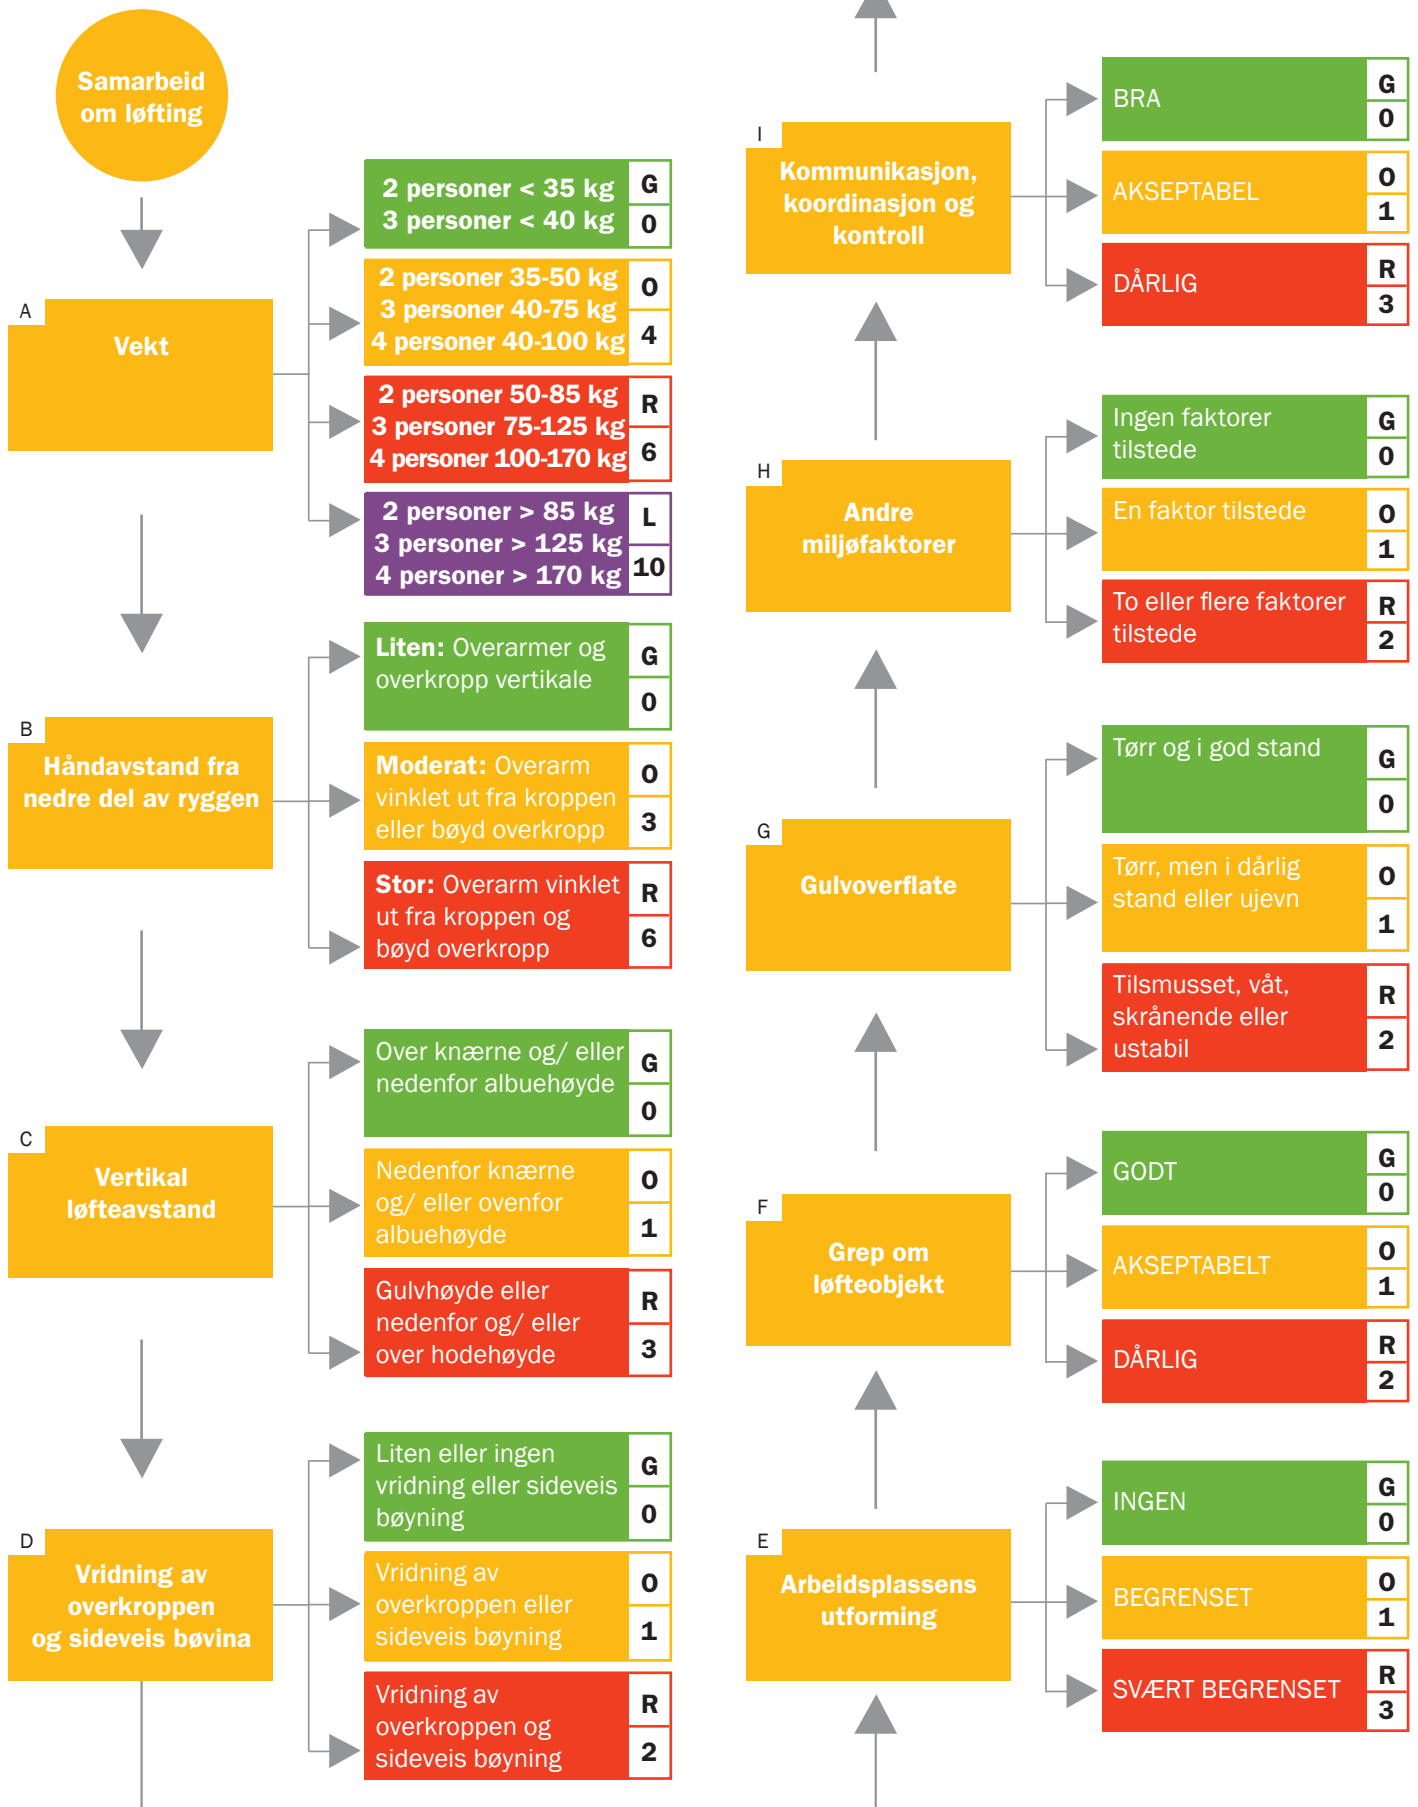 Samarbeid
om løfting
A
Vekt
2 personer < 35 kg
3 personer < 40 kg
G
0
2 personer 35-50 kg
3 personer 40-75 kg
4 personer 40-100 kg
O
4
2 personer 50-85 kg
3 personer 75-125 kg
4 personer 100-170 kg
R
6
2 personer > 85 kg
3 personer > 125 kg
4 personer > 170 kg
L
10
B
Håndavstand fra
nedre del av ryggen
Liten: Overarmer og
overkropp vertikale
G
0
Moderat: Overarm
vinklet ut fra kroppen
eller bøyd overkropp
O
3
Stor: Overarm vinklet
ut fra kroppen og
bøyd overkropp
R
6
C
Vertikal
løfteavstand
Over knærne og/ eller
nedenfor albuehøyde
G
0
Nedenfor knærne
og/ eller ovenfor
albuehøyde
O
1
Gulvhøyde eller
nedenfor og/ eller
over hodehøyde
R
3
D
Vridning av
overkroppen
og sideveis bøvina
Liten eller ingen
vridning eller sideveis
bøyning
G
0
Vridning av
overkroppen eller
sideveis bøyning
O
1
Vridning av
overkroppen og
sideveis bøyning
R
2
I
Kommunikasjon,
koordinasjon og
kontroll
BRA
G
0
AKSEPTABEL
O
1
DÅRLIG
R
3
H
Andre
miljøfaktorer
Ingen faktorer
tilstede
G
0
En faktor tilstede
O
1
To eller flere faktorer
tilstede
R
2
G
Gulvoverflate
Tørr og i god stand
G
0
Tørr, men i dårlig
stand eller ujevn
O
1
Tilsmusset, våt,
skrånende eller
ustabil
R
2
F
Grep om
løfteobjekt
GODT
G
0
AKSEPTABELT
O
1
DÅRLIG
R
2
E
Arbeidsplassens
utforming
INGEN
G
0
BEGRENSET
O
1
SVÆRT BEGRENSET
R
3